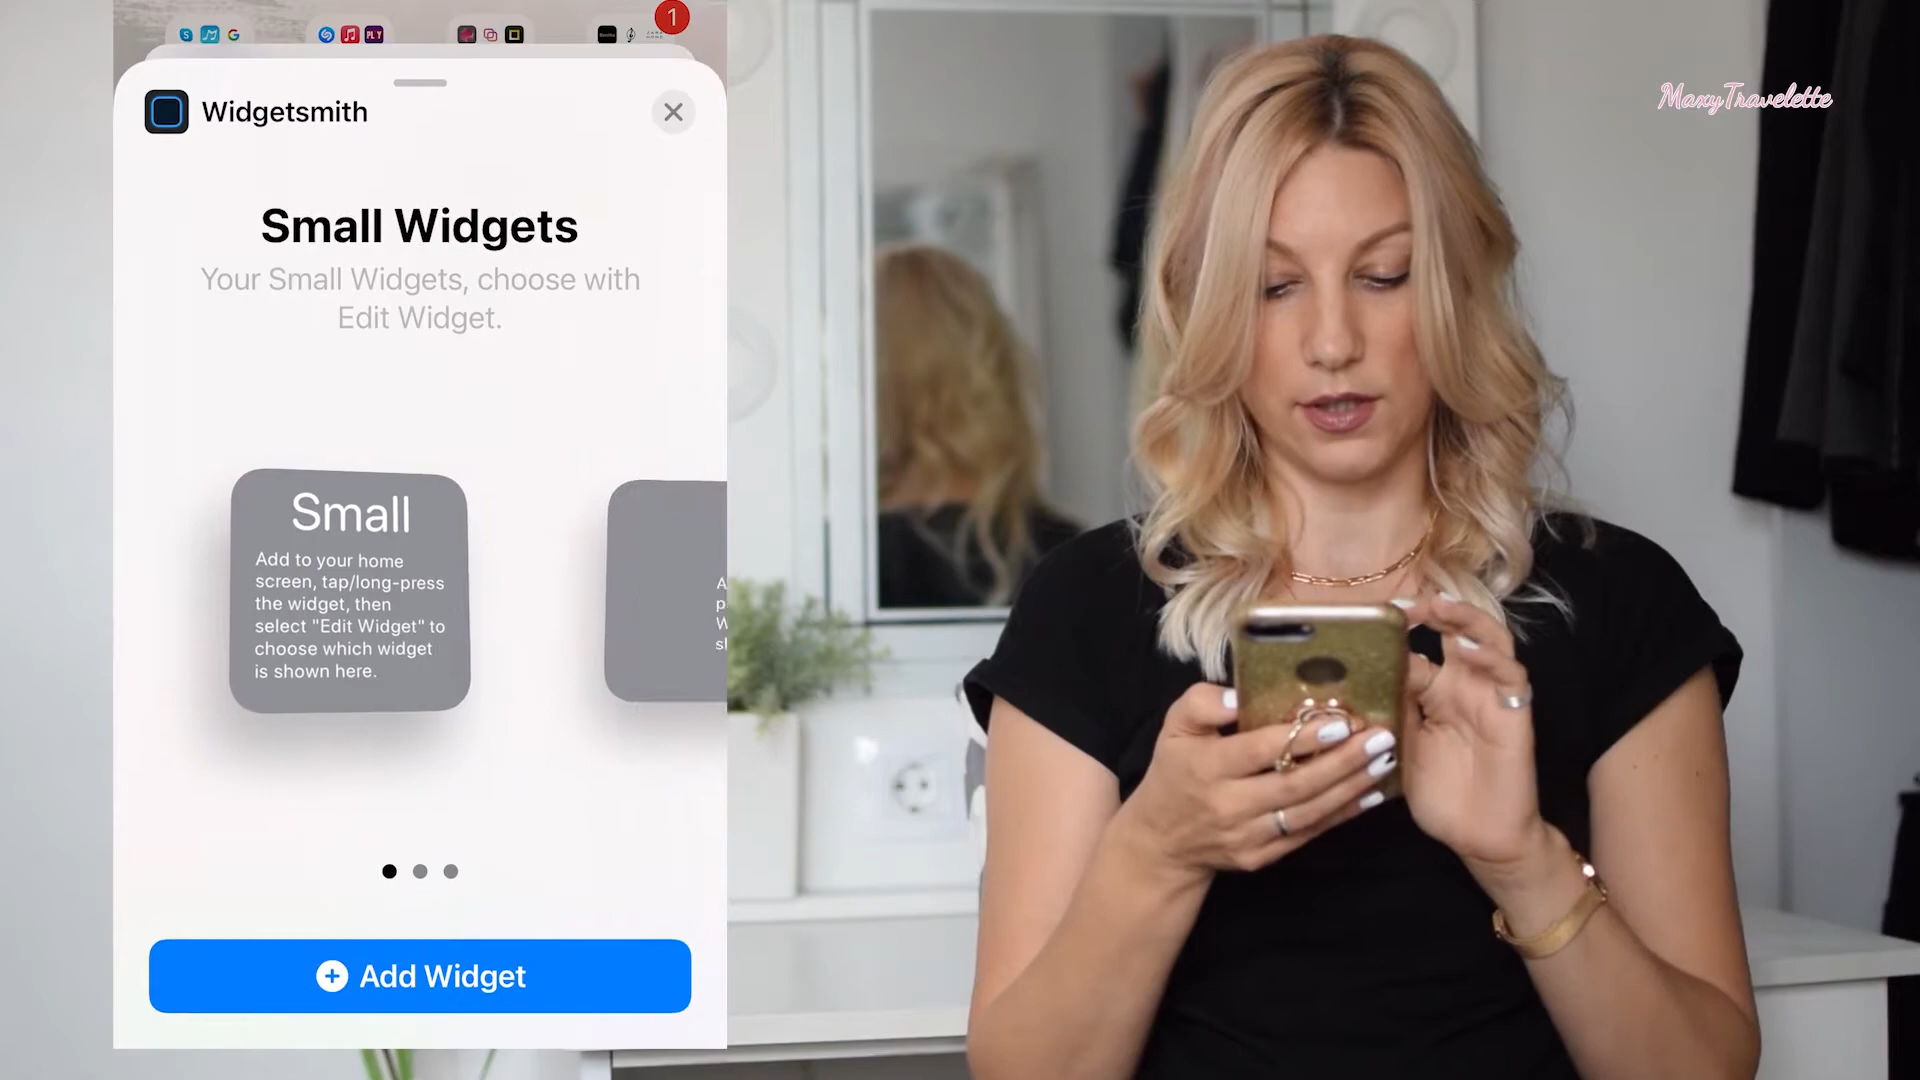 1
PLEY
Widgetsmith
MaxyTravelette
Small Widgets
Your Small Widgets, choose with
Edit Widget.
Small
Add to your home
screen, tap/long-press
the widget, then
select "Edit Widget" to
choose which widget
is shown here.
Add Widget